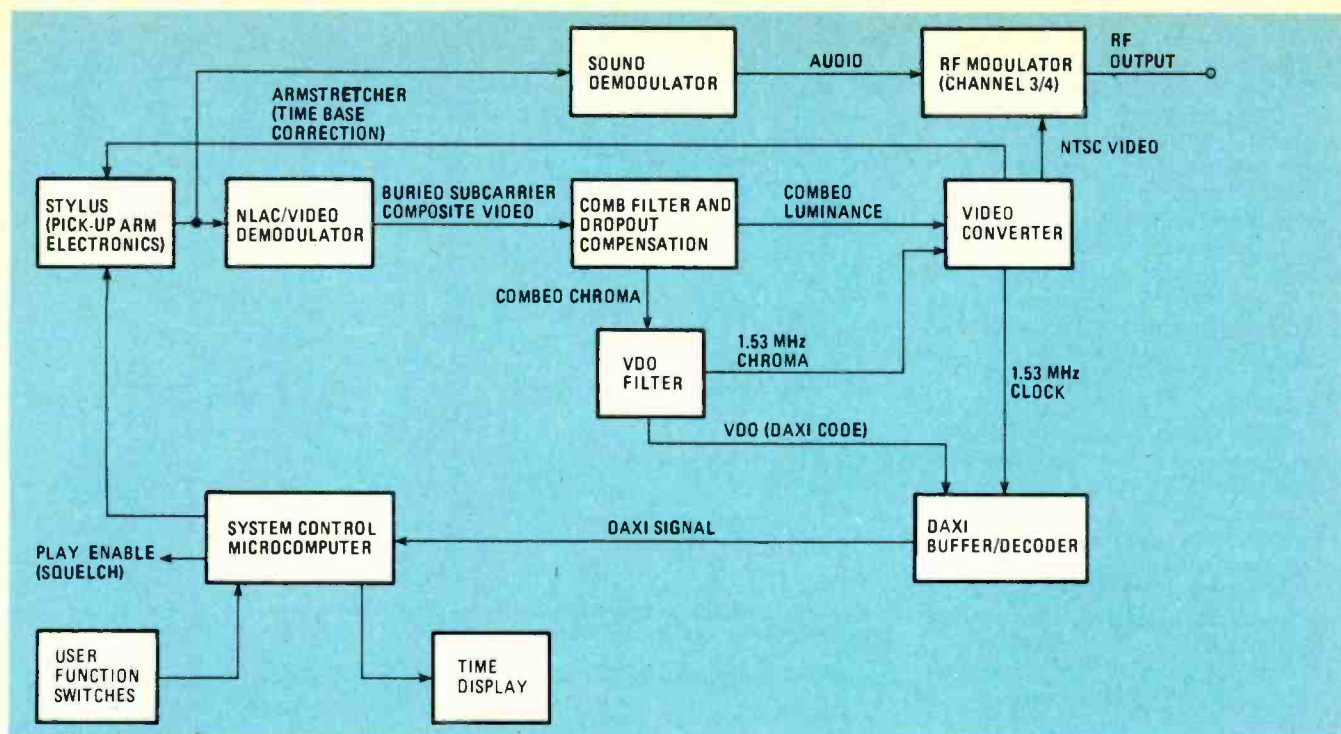 SOUND
DEMODULATOR
AUDIO
RF MODULATOR
(CHANNEL 3/4)
RF
OUTPUT
ARMSTRETCHER
(TIME BASE
CORRECTION)
NTSC VIDEO
STYLUS
(PICK-UP ARM
ELECTRONICS)
NLAC/VIDEO
DEMODULATOR
BURIED SUBCARRIER
COMPOSITE VIDEO
COMB FILTER AND
DROPOUT
COMPENSATION
COMBED
LUMINANCE
VIDEO
CONVERTER
COMBED CHROMA
VDO
FILTER
1.53 MHz
CHROMA
1.53 MHz
CLOCK
VDO (DAXI CODE)
SYSTEM CONTROL
MICROCOMPUTER
DAXI SIGNAL
DAXI
BUFFER/DECODER
PLAY ENABLE
(SQUELCH)
USER
FUNCTION
SWITCHES
TIME
DISPLAY